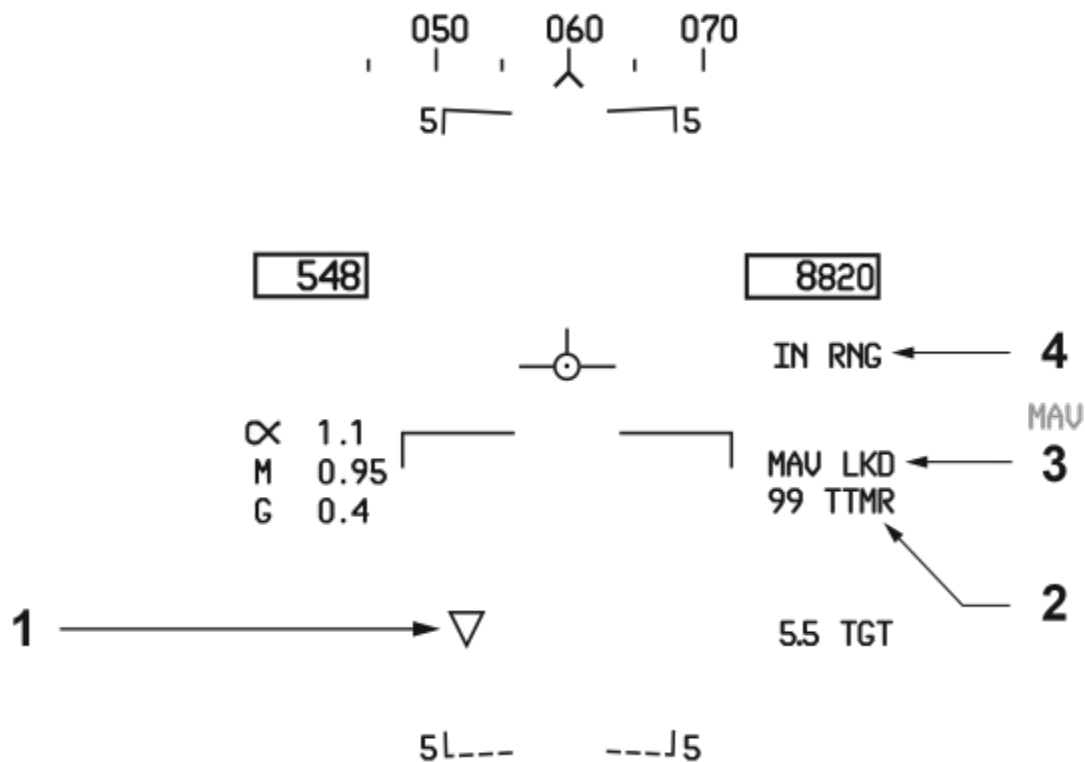 050 060 070
5 5
548 8820
IN RNG 4
MAV
α 1.1
M 0.95
G 0.4
MAV LKD 3
99 TTMR
2
1
5.5 TGT
5 5